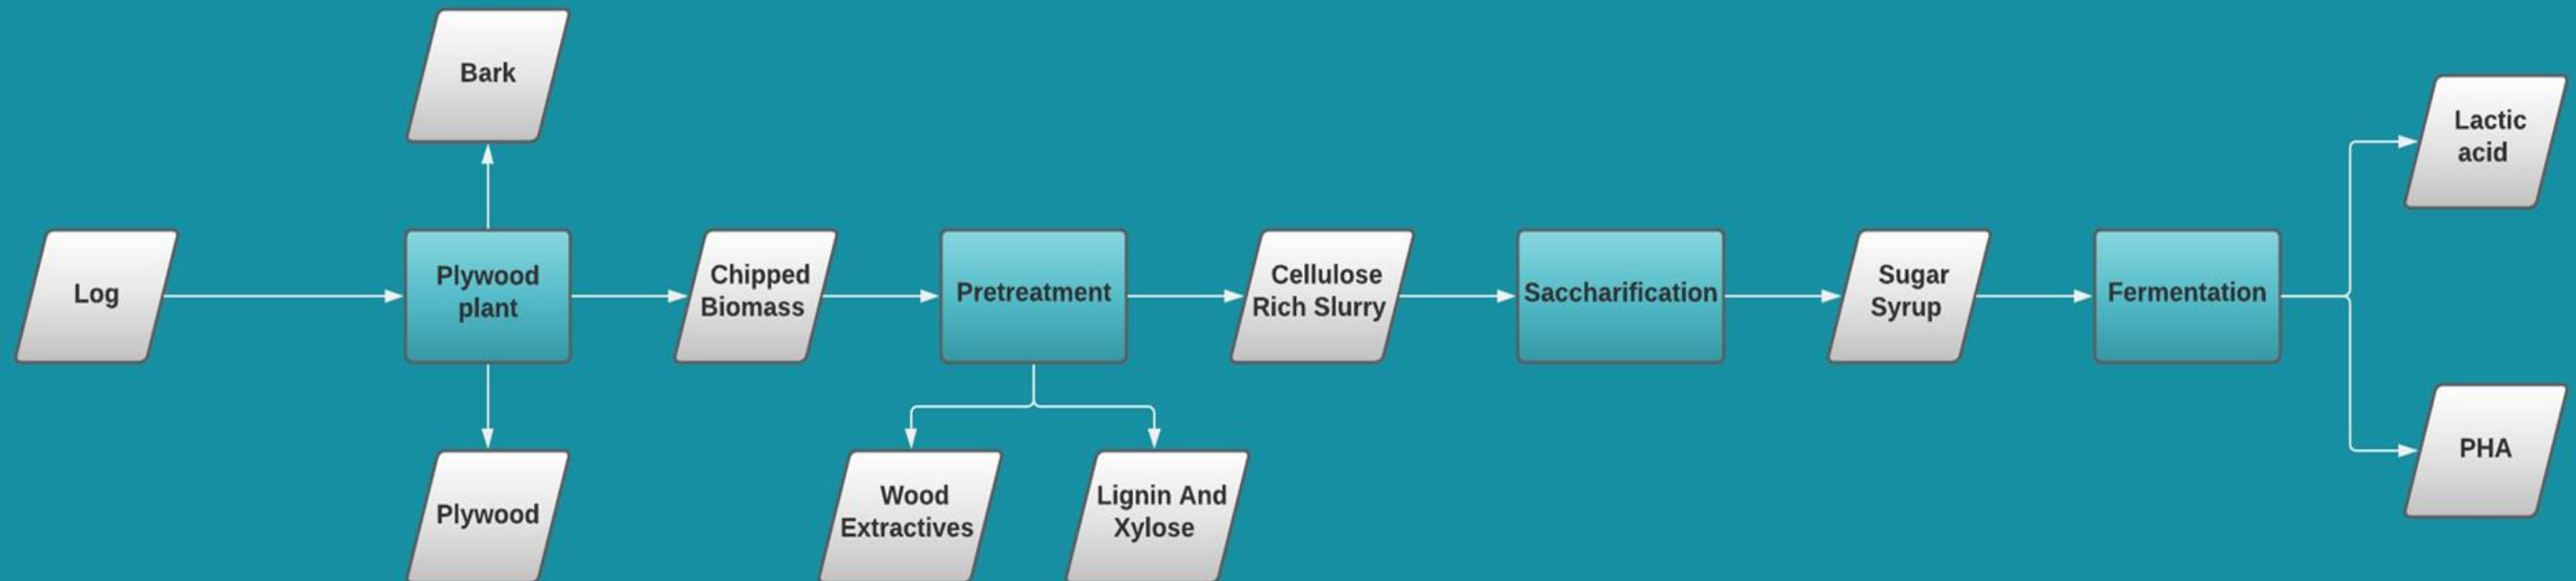 Bark
Lactic
acid
Log
Plywood
plant
Chipped
Biomass
Pretreatment
Cellulose
Rich Slurry
Saccharification
Sugar
Syrup
Fermentation
Plywood
Wood
Extractives
Lignin And
Xylose
PHA